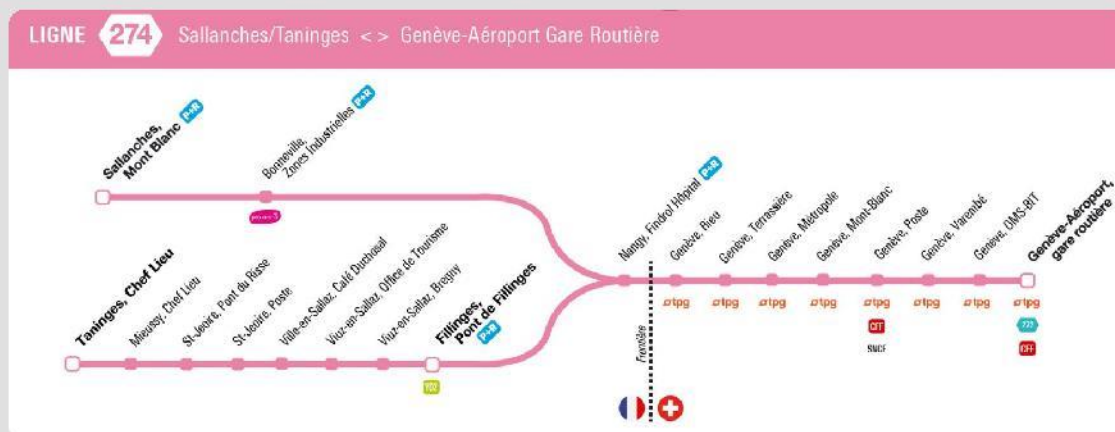 LIGNE 274 Sallanches/Taninges <> Genève-Aéroport Gare Routière
Sallanches,
Mont Blanc P+R
Bonneville,
Zones Industrielles P+R
Taninges, Chef Lieu
Mieussy, Chef Lieu
St-Jeoire, Pont du Risse
St-Jeoire, Poste
Ville-en-Sallaz, Café Duchosal
Viuz-en-Sallaz, Office de Tourisme
Viuz-en-Sallaz, Bregny
Fillinges,
Pont de Fillinges
P+R
Nangy, Findrol Hôpital P+R
Frontière
Genève, Rieu
tpg
Genève, Terrassière
tpg
Genève, Métropole
tpg
Genève, Mont-Blanc
tpg
Genève, Poste
tpg
SNCF
Genève, Varembé
tpg
Genève, OMS-BIT
tpg
Genève-Aéroport,
gare routière
tpg
CFF